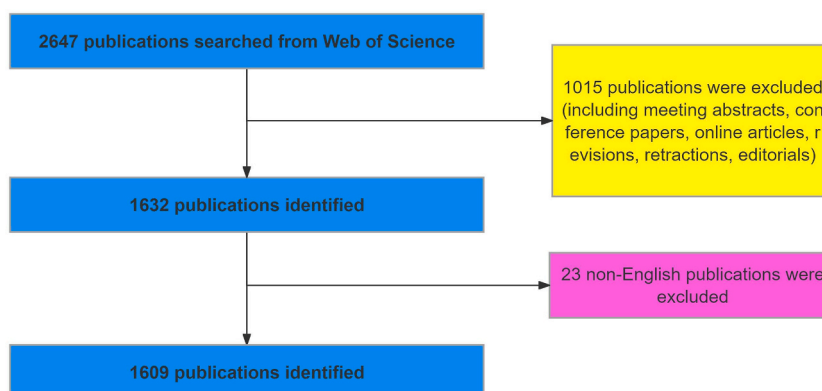 2647 publications searched from Web of Science
1015 publications were excluded
(including meeting abstracts, con
ference papers, online articles, r
evisions, retractions, editorials)
1632 publications identified
23 non-English publications were
excluded
1609 publications identified